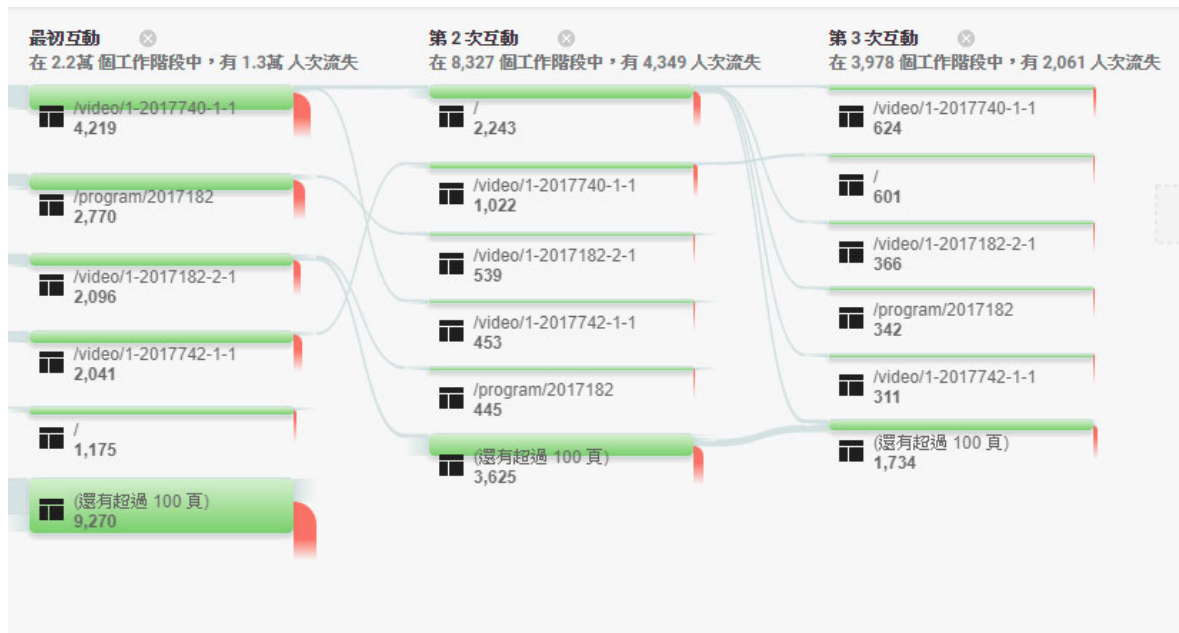 最初互動
在 2.2萬 個工作階段中，有 1.3萬 人次流失
/video/1-2017740-1-1
4,219
/program/2017182
2,770
/video/1-2017182-2-1
2,096
/video/1-2017742-1-1
2,041
/
1,175
(還有超過 100 頁)
9,270
第 2 次互動
在 8,327 個工作階段中，有 4,349 人次流失
/
2,243
/video/1-2017740-1-1
1,022
/video/1-2017182-2-1
539
/video/1-2017742-1-1
453
/program/2017182
445
(還有超過 100 頁)
3,625
第 3 次互動
在 3,978 個工作階段中，有 2,061 人次流失
/video/1-2017740-1-1
624
/
601
/video/1-2017182-2-1
366
/program/2017182
342
/video/1-2017742-1-1
311
(還有超過 100 頁)
1,734